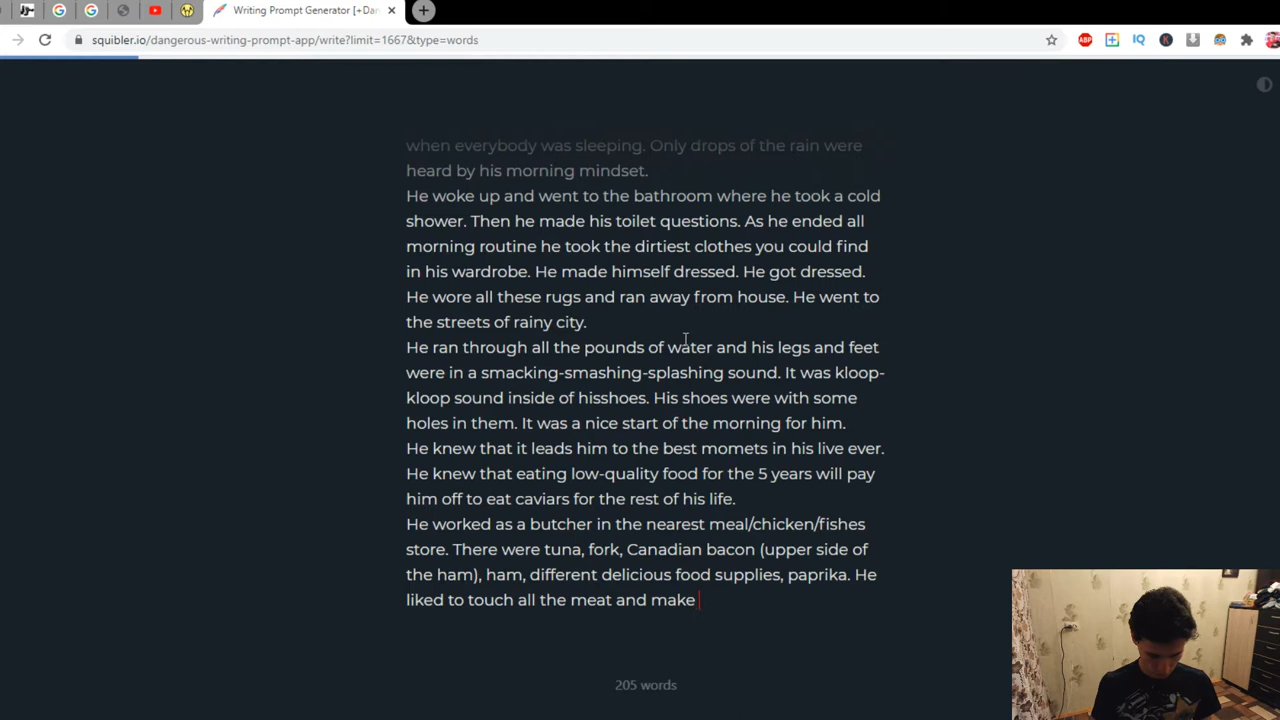 Writing Prompt Generator [+Dan
squibler.io/dangerous-writing-prompt-app/write?limit=1667&type=words
ABP
IQ
K
when everybody was sleeping. Only drops of the rain were
heard by his morning mindset.
He woke up and went to the bathroom where he took a cold
shower. Then he made his toilet questions. As he ended all
morning routine he took the dirtiest clothes you could find
in his wardrobe. He made himself dressed. He got dressed.
He wore all these rugs and ran away from house. He went to
the streets of rainy city.
He ran through all the pounds of water and his legs and feet
were in a smacking-smashing-splashing sound. It was kloop-
kloop sound inside of hisshoes. His shoes were with some
holes in them. It was a nice start of the morning for him.
He knew that it leads him to the best momets in his live ever.
He knew that eating low-quality food for the 5 years will pay
him off to eat caviars for the rest of his life.
He worked as a butcher in the nearest meal/chicken/fishes
store. There were tuna, fork, Canadian bacon (upper side of
the ham), ham, different delicious food supplies, paprika. He
liked to touch all the meat and make
205 words